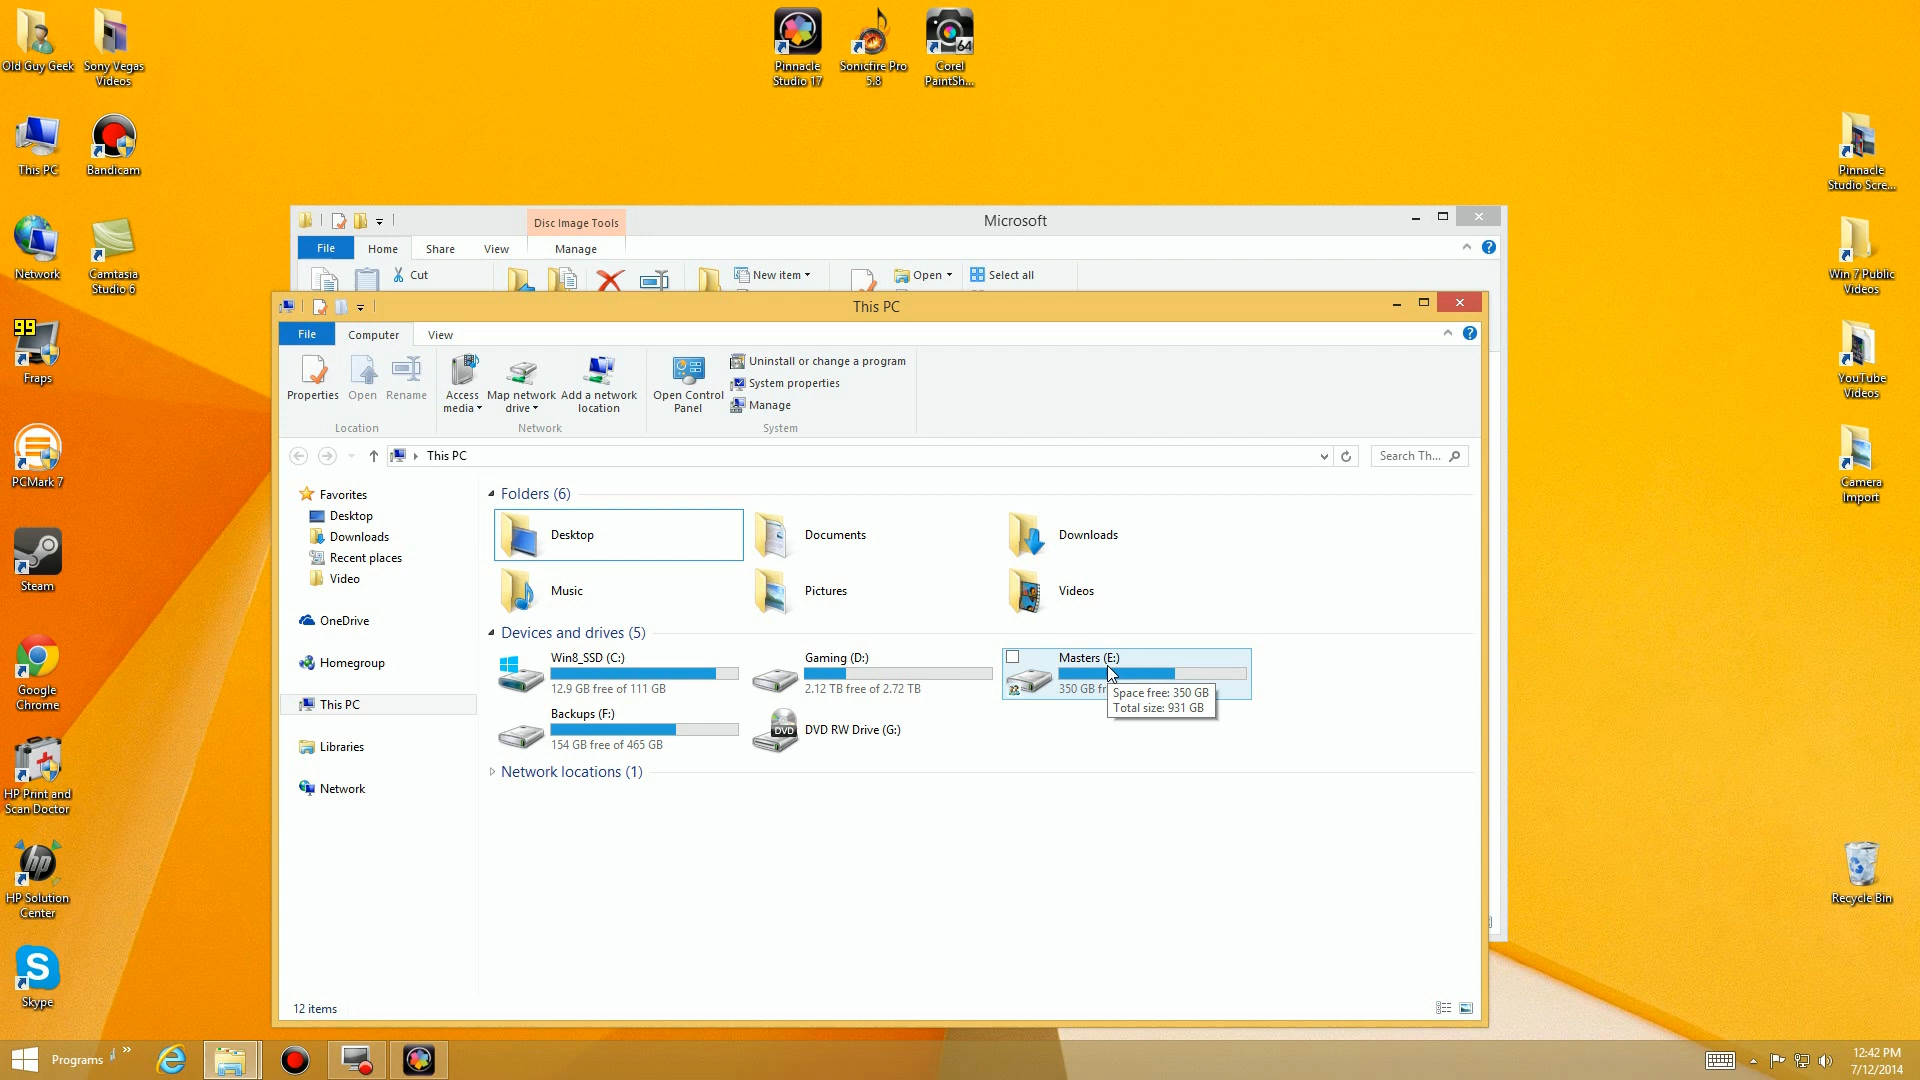 Old Guy Geek
Sony Vegas
Videos
Pinnacle
Studio 17
Sonicfire Pro
5.8
Corel
PaintSh...
64
This PC
Bandicam
Pinnacle
Studio Scre...
Network
Camtasia
Studio 6
Win 7 Public
Videos
99
Fraps
YouTube
Videos
PCMark 7
Camera
Import
Steam
Google
Chrome
HP Print and
Scan Doctor
hp
HP Solution
Center
Recycle Bin
S
Skype
Disc Image Tools
Microsoft
File
Home
Share
View
Manage
Cut
New item
Open
Select all
This PC
File
Computer
View
Properties
Open
Rename
Location
Access
media
Map network
drive
Add a network
location
Network
Open Control
Panel
Uninstall or change a program
System properties
Manage
System
This PC
Search Th...
Favorites
Desktop
Downloads
Recent places
Video
OneDrive
Homegroup
This PC
Libraries
Network
Folders (6)
Desktop
Documents
Downloads
Music
Pictures
Videos
Devices and drives (5)
Win8_SSD (C:)
12.9 GB free of 111 GB
Gaming (D:)
2.12 TB free of 2.72 TB
Masters (E:)
350 GB fr
Space free: 350 GB
Total size: 931 GB
Backups (F:)
154 GB free of 465 GB
DVD
DVD RW Drive (G:)
Network locations (1)
12 items
Programs
12:42 PM
7/12/2014